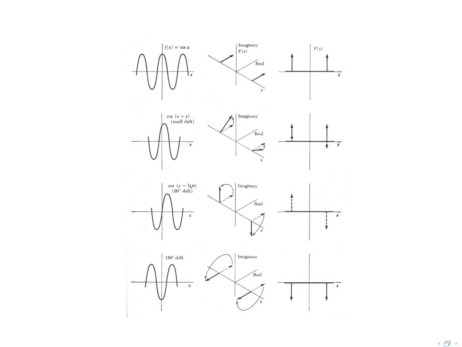 f(x) = cos x
Imaginary
F(s)
Real
s
F(s)
x
s
cos (x − ε)
(small shift)
Imaginary
Real
s
x
s
cos (x − ½π)
(90° shift)
Imaginary
Real
s
x
s
180° shift
Imaginary
Real
s
x
s